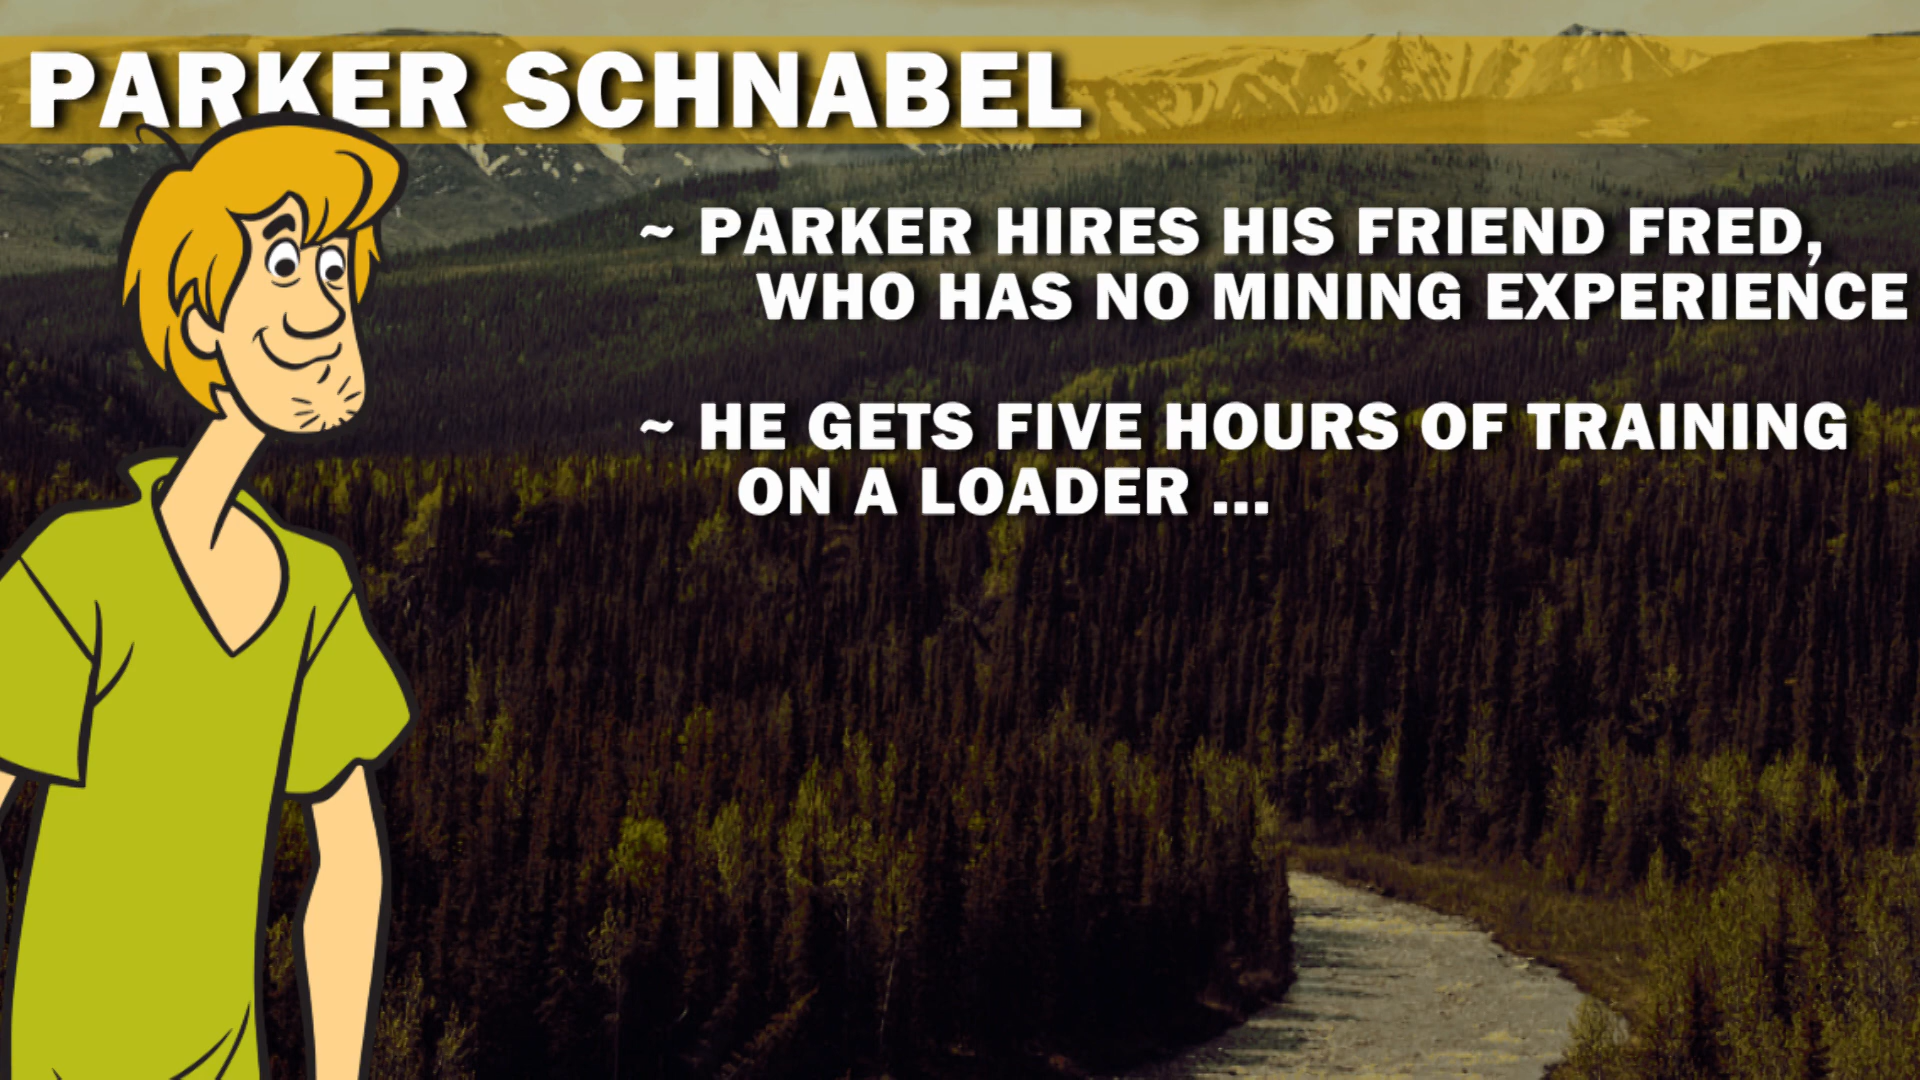 PARKER SCHNABEL
~ PARKER HIRES HIS FRIEND FRED,
WHO HAS NO MINING EXPERIENCE
~ HE GETS FIVE HOURS OF TRAINING
ON A LOADER ...